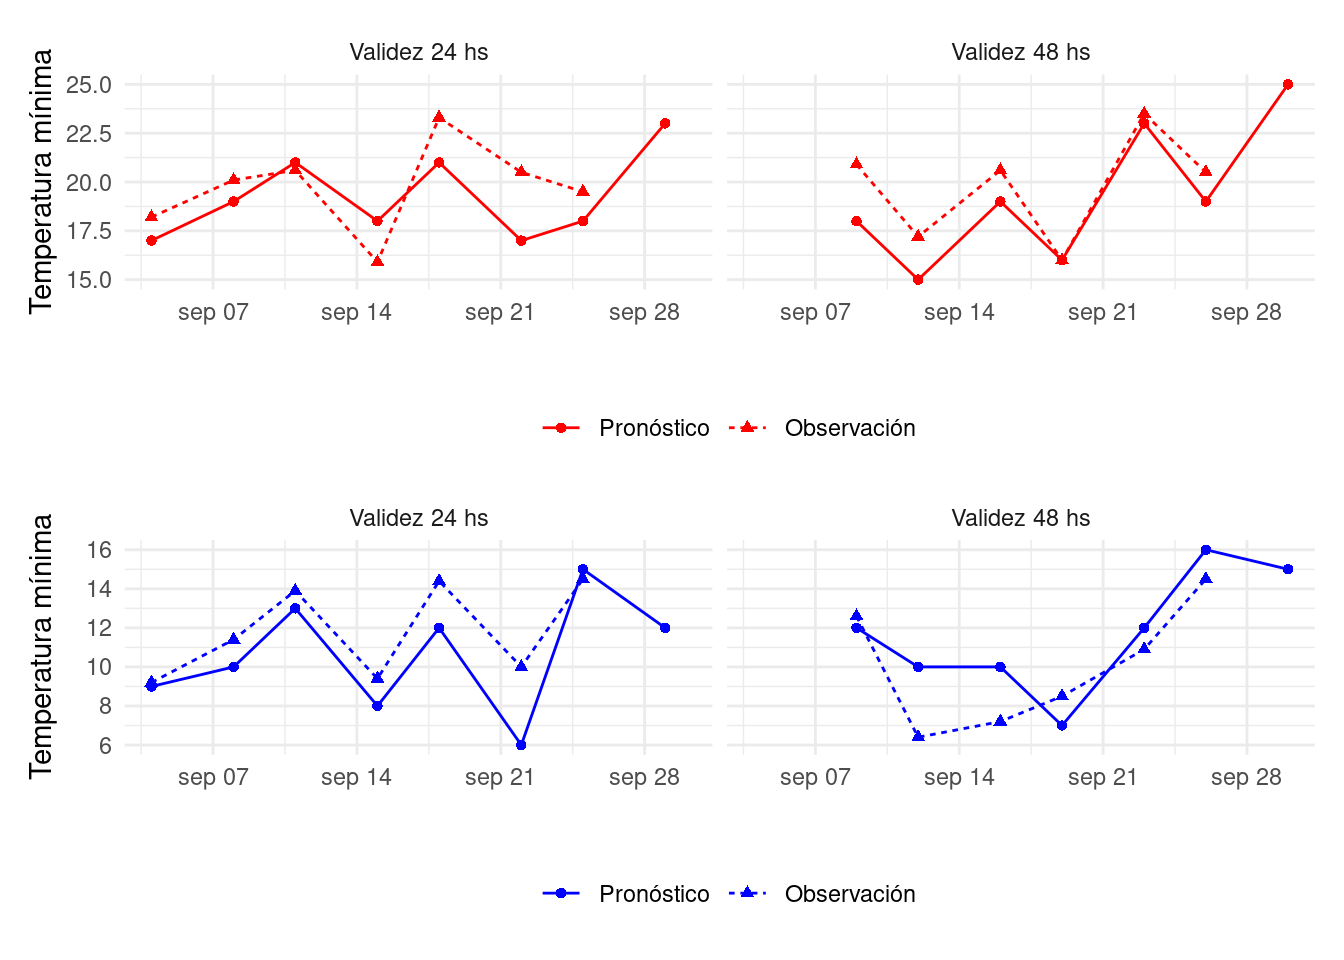 Validez 24 hs Validez 48 hs
Temperatura mínima
25.0
22.5
20.0
17.5
15.0
sep 07 sep 14 sep 21 sep 28 sep 07 sep 14 sep 21 sep 28
Pronóstico Observación
Validez 24 hs Validez 48 hs
Temperatura mínima
16
14
12
10
8
6
sep 07 sep 14 sep 21 sep 28 sep 07 sep 14 sep 21 sep 28
Pronóstico Observación